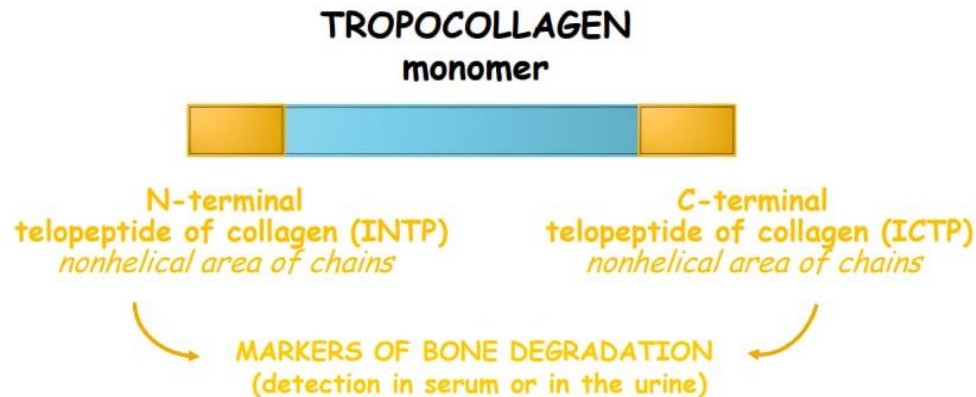 TROPOCOLLAGEN
monomer
N-terminal
telopeptide of collagen (INTP)
nonhelical area of chains
C-terminal
telopeptide of collagen (ICTP)
nonhelical area of chains
MARKERS OF BONE DEGRADATION
(detection in serum or in the urine)